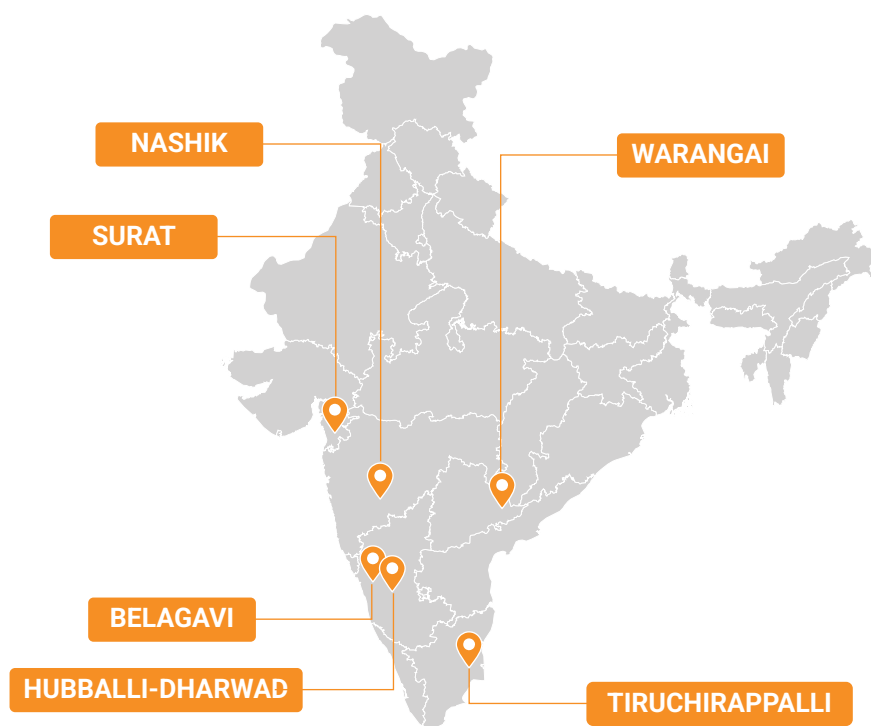 NASHIK
WARANGAI
SURAT
BELAGAVI
HUBBALLI-DHARWAD
TIRUCHIRAPPALLI